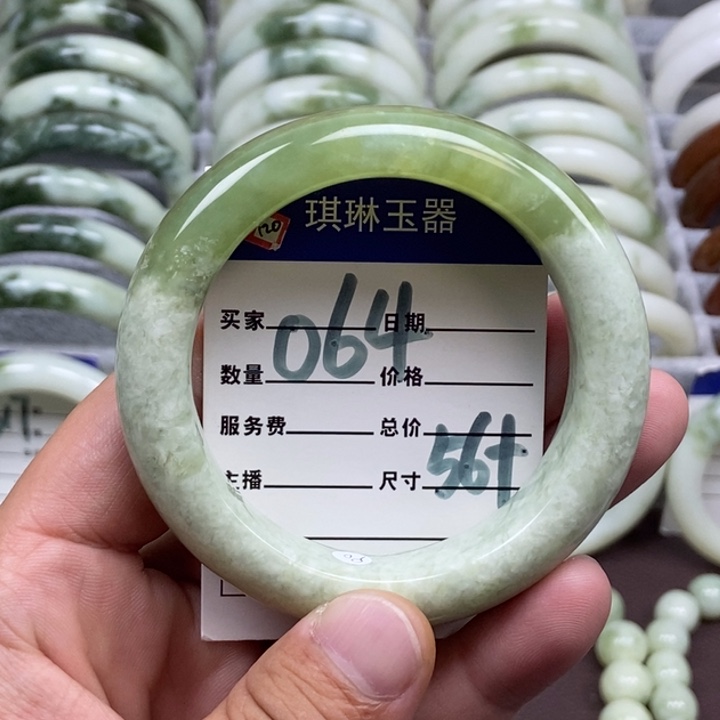 琪琳玉器
买家 064 日期
数量 价格
服务费 总价
主播 尺寸 56+